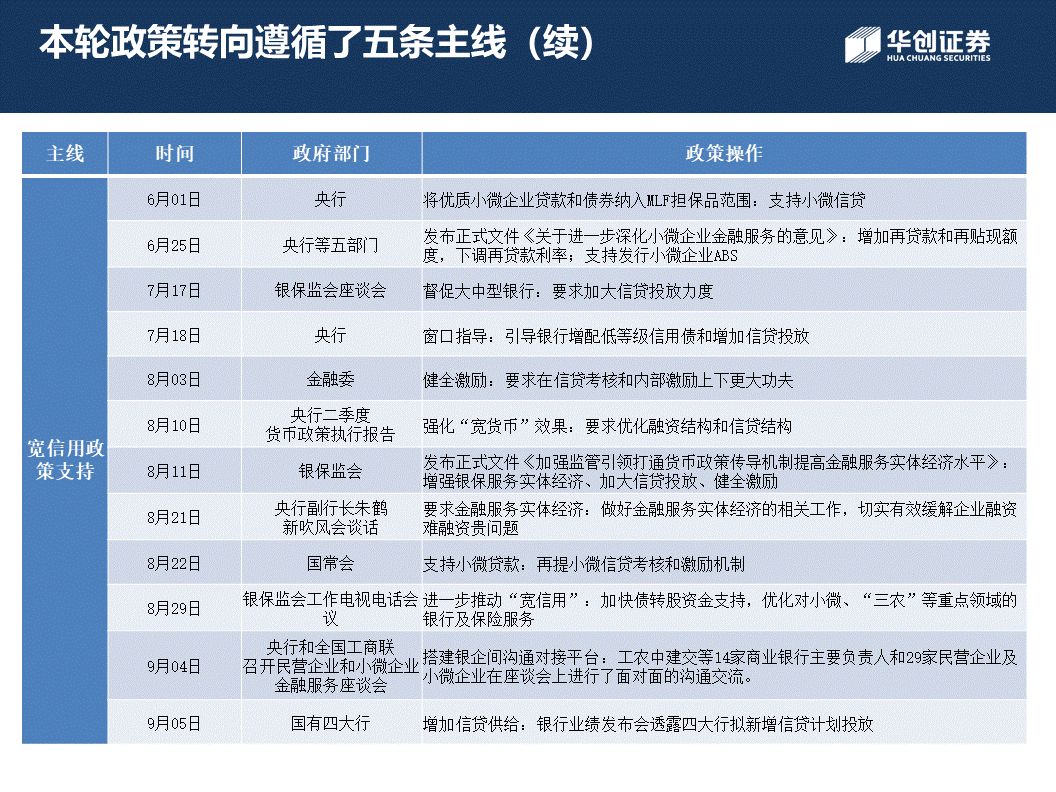 本轮政策转向遵循了五条主线（续）
华创证券
HUA CHUANG SECURITIES
主线
时间
政府部门
政策操作
宽信用政
策支持
6月01日
央行
将优质小微企业贷款和债券纳入MLF担保品范围：支持小微信贷
6月25日
央行等五部门
发布正式文件《关于进一步深化小微企业金融服务的意见》：增加再贷款和再贴现额
度，下调再贷款利率；支持发行小微企业ABS
7月17日
银保监会座谈会
督促大中型银行：要求加大信贷投放力度
7月18日
央行
窗口指导：引导银行增配低等级信用债和增加信贷投放
8月03日
金融委
健全激励：要求在信贷考核和内部激励上下更大功夫
8月10日
央行二季度
货币政策执行报告
强化“宽货币”效果：要求优化融资结构和信贷结构
8月11日
银保监会
发布正式文件《加强监管引领打通货币政策传导机制提高金融服务实体经济水平》：
增强银保服务实体经济、加大信贷投放、健全激励
8月21日
央行副行长朱鹤
新吹风会谈话
要求金融服务实体经济：做好金融服务实体经济的相关工作，切实有效缓解企业融资
难融资贵问题
8月22日
国常会
支持小微贷款：再提小微信贷考核和激励机制
8月29日
银保监会工作电视电话会
议
进一步推动“宽信用”：加快债转股资金支持，优化对小微、“三农”等重点领域的
银行及保险服务
9月04日
央行和全国工商联
召开民营企业和小微企业
金融服务座谈会
搭建银企间沟通对接平台：工农中建交等14家商业银行主要负责人和29家民营企业及
小微企业在座谈会上进行了面对面的沟通交流。
9月05日
国有四大行
增加信贷供给：银行业绩发布会透露四大行拟新增信贷计划投放